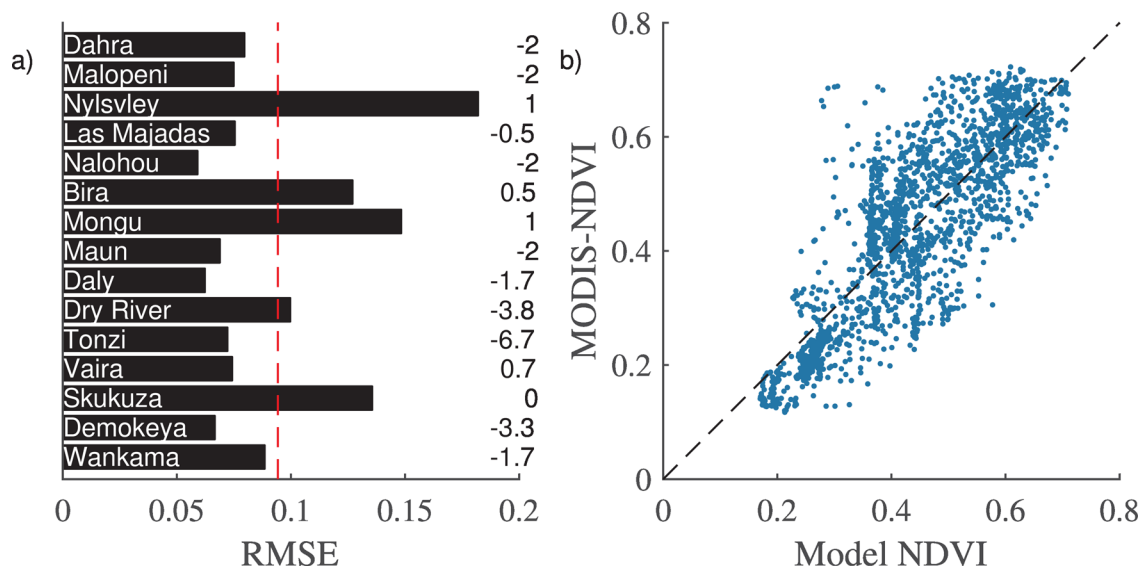 a)
Dahra -2
Malopeni -2
Nylsvley 1
Las Majadas -0.5
Nalohou -2
Bira 0.5
Mongu 1
Maun -2
Daly -1.7
Dry River -3.8
Tonzi -6.7
Vaira 0.7
Skukuza 0
Demokeya -3.3
Wankama -1.7
0 0.05 0.1 0.15 0.2
RMSE
b)
0.8
0.6
0.4
0.2
0
MODIS-NDVI
0 0.2 0.4 0.6 0.8
Model NDVI